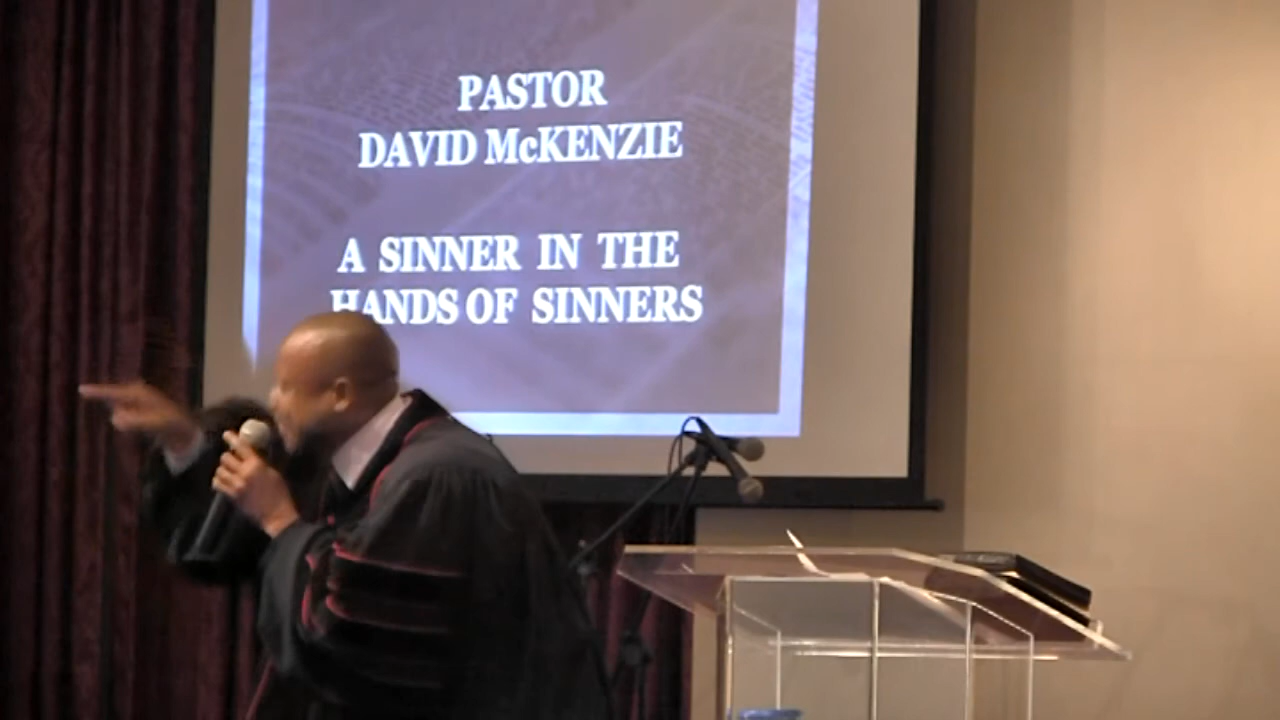 PASTOR
DAVID McKENZIE
A SINNER IN THE
HANDS OF SINNERS